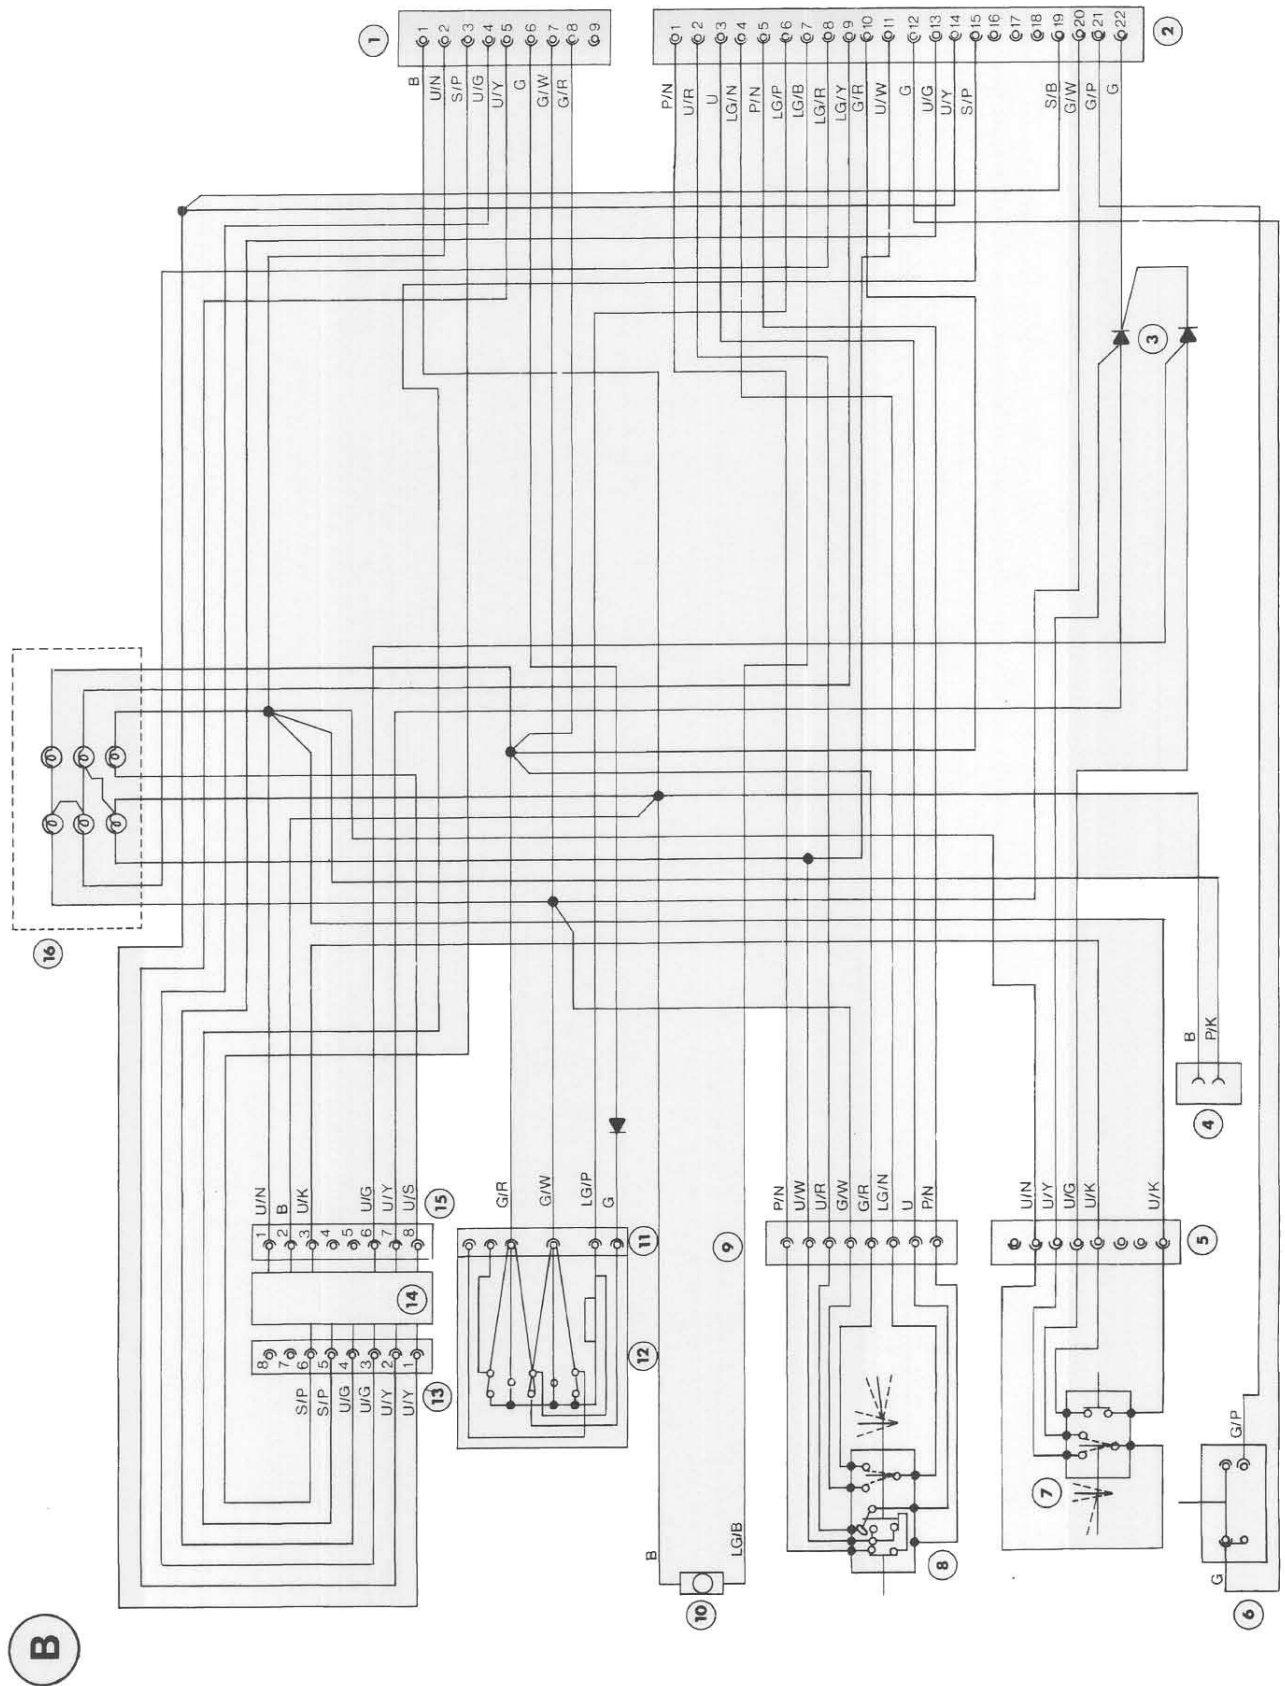 B
1
1
2
3
4
5
6
7
8
9
B
U/N
S/P
U/G
U/Y
G
G/W
G/R
2
1
2
3
4
5
6
7
8
9
10
11
12
13
14
15
16
17
18
19
20
21
22
P/N
U/R
U
LG/N
P/N
LG/P
LG/B
LG/R
LG/Y
G/R
U/W
G
U/G
U/Y
S/P
S/B
G/W
G/P
G
3
16
15
1
2
3
4
5
6
7
8
U/N
B
U/K
U/G
U/Y
U/S
14
13
8
7
6
5
4
3
2
1
S/P
S/P
U/G
U/G
U/Y
U/Y
11
G/R
G/W
LG/P
G
12
10
B
LG/B
9
P/N
U/W
U/R
G/W
G/R
LG/N
U
P/N
8
5
U/N
U/Y
U/G
U/K
U/K
7
4
B
P/K
6
G
G/P